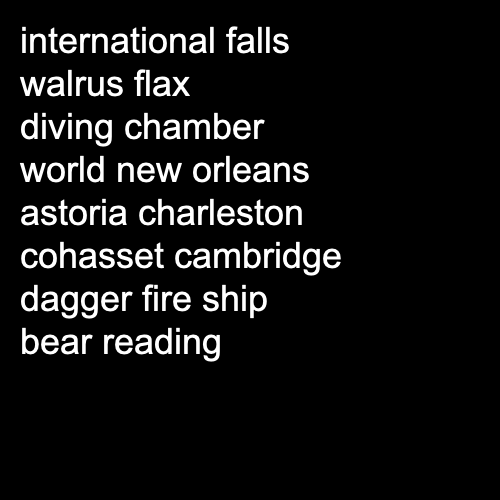 international falls
walrus flax
diving chamber
world new orleans
astoria charleston
cohasset cambridge
dagger fire ship
bear reading